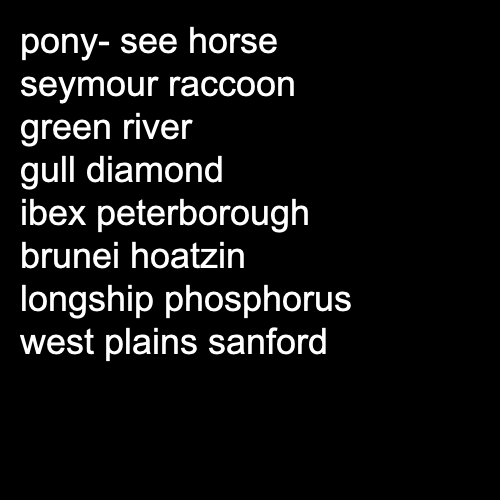 pony- see horse
seymour raccoon
green river
gull diamond
ibex peterborough
brunei hoatzin
longship phosphorus
west plains sanford